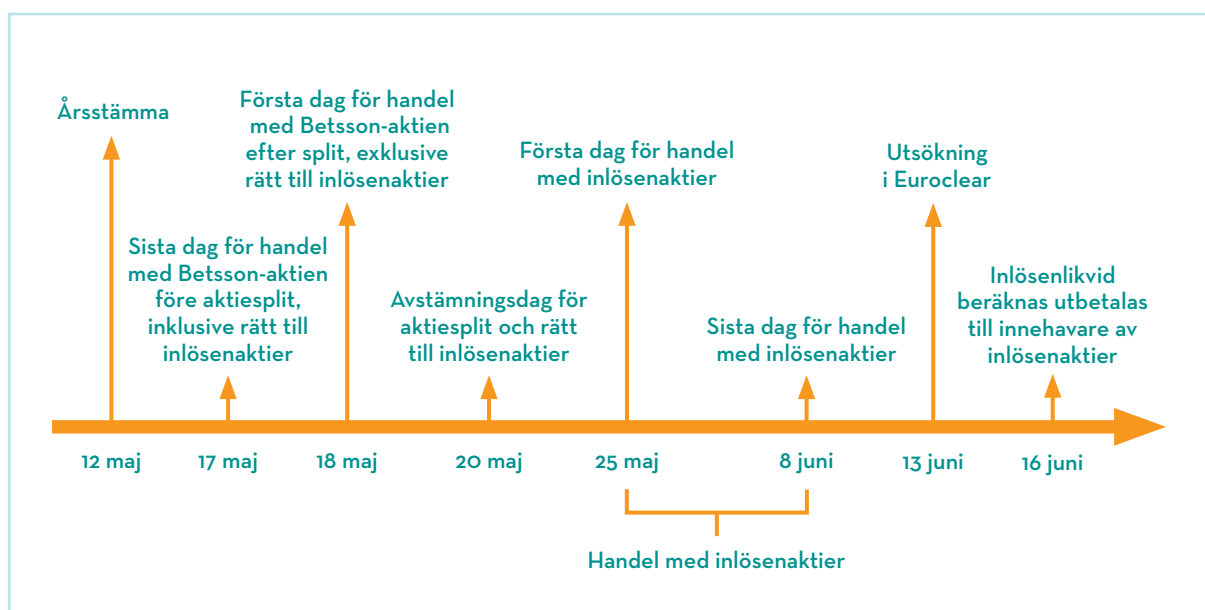 Årsstämma
Sista dag för handel
med Betsson-aktien
före aktiesplit,
inklusive rätt till
inlösenaktier
Första dag för handel
med Betsson-aktien
efter split, exklusive
rätt till inlösenaktier
Avstämningsdag för
aktiesplit och rätt
till inlösenaktier
Första dag för handel
med inlösenaktier
Sista dag för handel
med inlösenaktier
Utsökning
i Euroclear
Inlösenlikvid
beräknas utbetalas
till innehavare av
inlösenaktier
12 maj
17 maj
18 maj
20 maj
25 maj
8 juni
13 juni
16 juni
Handel med inlösenaktier